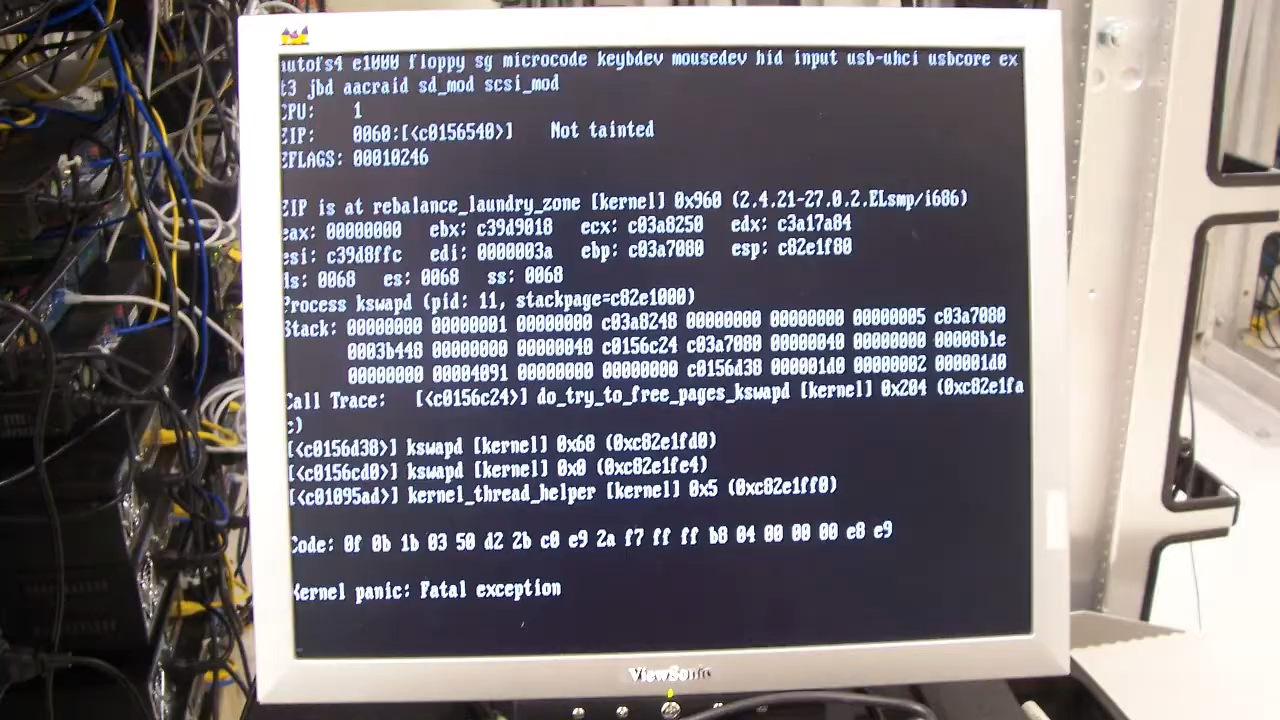 autofs4 e1000 floppy sg microcode keybdev mousedev hid input usb-uhci usbcore ex
t3 jbd aacraid sd_mod scsi_mod
CPU: 1
EIP: 0060:[<c0156540>] Not tainted
EFLAGS: 00010246
EIP is at rebalance_laundry_zone [kernel] 0x960 (2.4.21-27.0.2.ELsmp/i686)
eax: 00000000 ebx: c39d9018 ecx: c03a8250 edx: c3a17a84
esi: c39d8ffc edi: 0000003a ebp: c03a7080 esp: c82e1f80
ds: 0068 es: 0068 ss: 0068
Process kswapd (pid: 11, stackpage=c82e1000)
Stack: 00000000 00000001 00000000 c03a8248 00000000 00000000 00000005 c03a7080
0003b448 00000000 00000040 c0156c24 c03a7080 00000040 00000000 00008b1e
00000000 00004091 00000000 00000000 c0156d38 000001d0 00000002 000001d0
Call Trace: [<c0156c24>] do_try_to_free_pages_kswapd [kernel] 0x204 (0xc82e1fa
c)
[<c0156d38>] kswapd [kernel] 0x68 (0xc82e1fd0)
[<c0156cd0>] kswapd [kernel] 0x0 (0xc82e1fe4)
[<c01095ad>] kernel_thread_helper [kernel] 0x5 (0xc82e1ff0)
Code: 0f 0b 1b 03 50 d2 2b c0 e9 2a f7 ff ff b8 04 00 00 00 e8 e9
Kernel panic: Fatal exception
ViewSonic